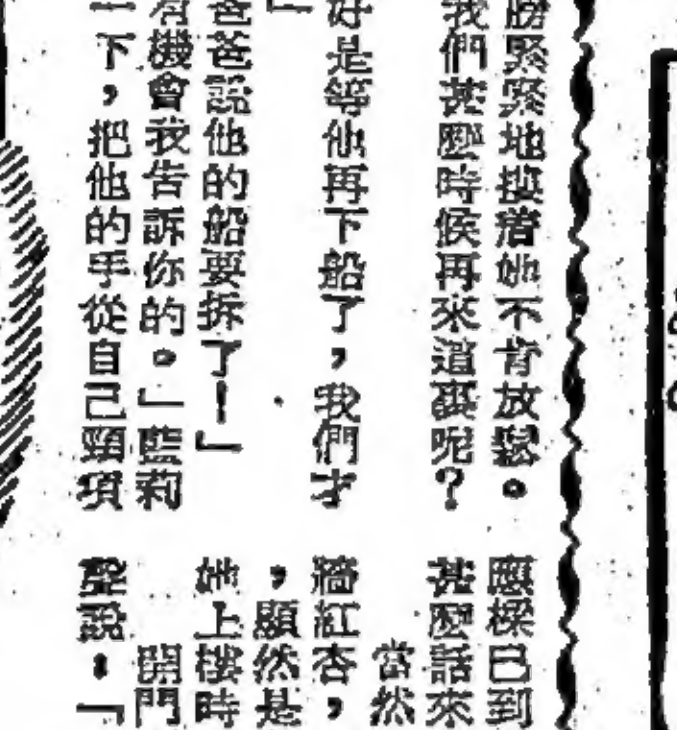 膀緊緊地摟着她不肯放鬆。
我們甚麼時候再來這裏呢？
好是等他再下船了，我們才
」
爸爸說他的船要拆了！」
有機會我告訴你的。」藍莉
一下，把他的手從自己頸項
應樑已到
甚麼話來
當然
牆紅杏，
，顯然是
她上樓時
開門
聲說：「